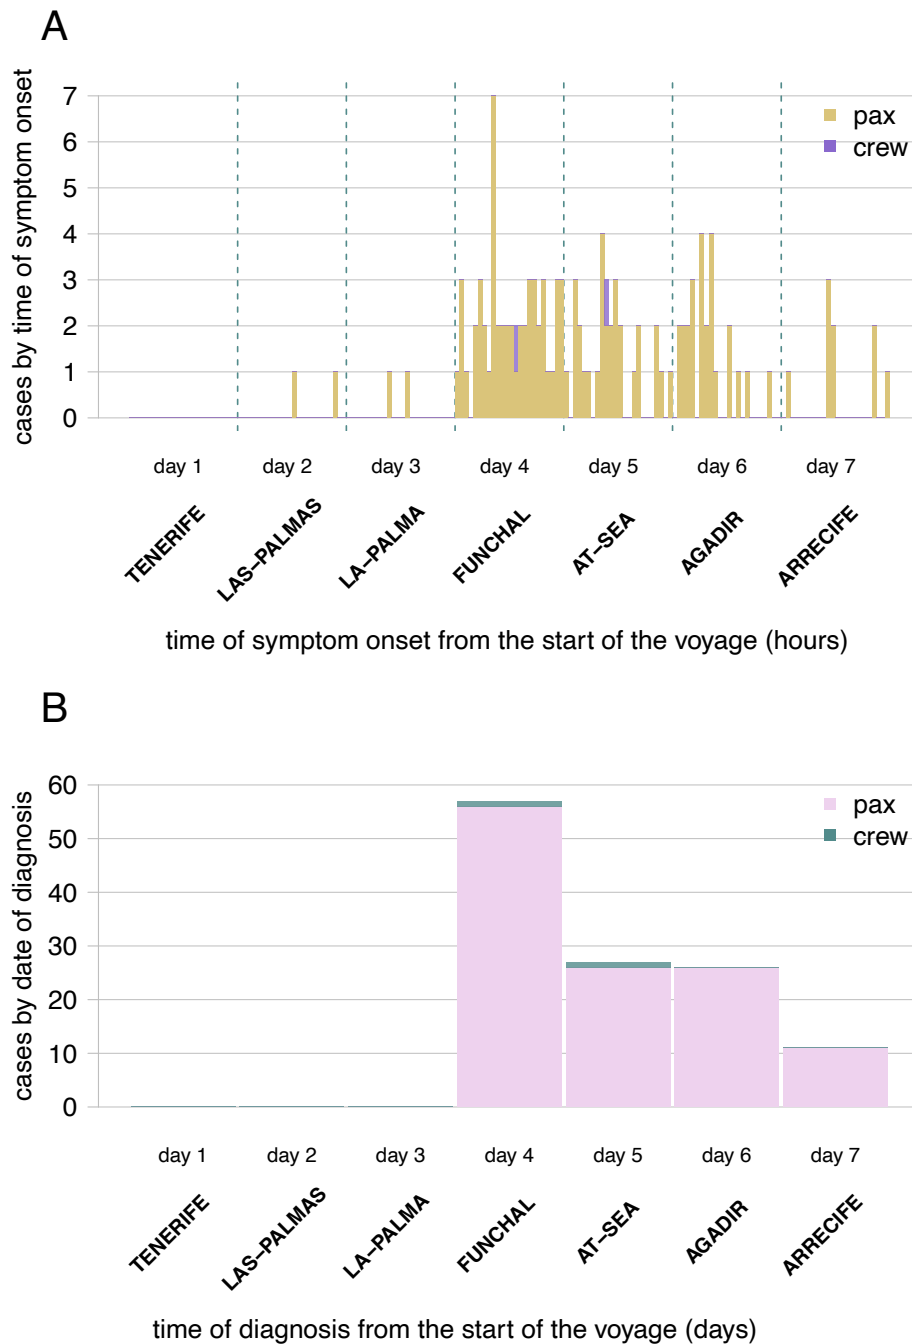 A
cases by time of symptom onset
7
6
5
4
3
2
1
0
pax
crew
day 1 day 2 day 3 day 4 day 5 day 6 day 7
TENERIFE LAS–PALMAS LA–PALMA FUNCHAL AT–SEA AGADIR ARRECIFE
time of symptom onset from the start of the voyage (hours)
B
cases by date of diagnosis
60
50
40
30
20
10
0
pax
crew
day 1 day 2 day 3 day 4 day 5 day 6 day 7
TENERIFE LAS–PALMAS LA–PALMA FUNCHAL AT–SEA AGADIR ARRECIFE
time of diagnosis from the start of the voyage (days)